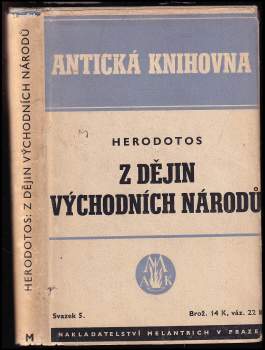 HERODOTOS: Z DĚJIN VÝCHODNÍCH NÁRODŮ
M
ANTICKÁ KNIHOVNA
HERODOTOS
Z DĚJIN
VÝCHODNÍCH NÁRODŮ
AMK
Svazek 5.
Brož. 14 K, váz. 22 K
NAKLADATELSTVÍ MELANTRICH V PRAZE